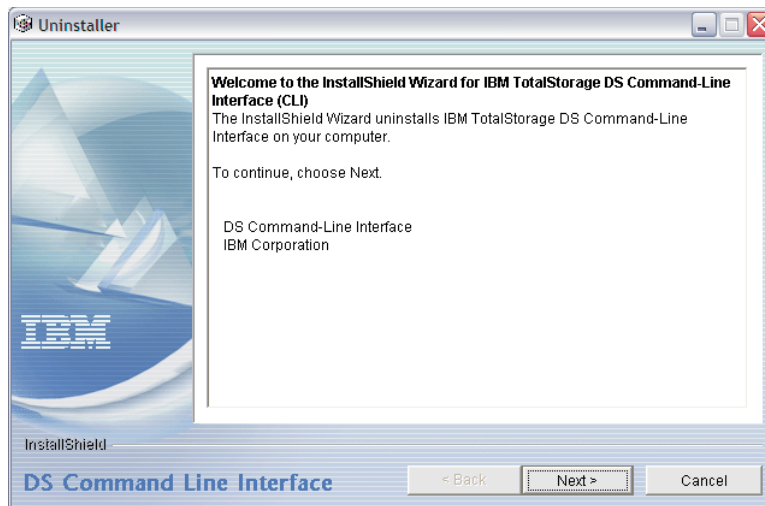 Uninstaller
Welcome to the InstallShield Wizard for IBM TotalStorage DS Command-Line
Interface (CLI)
The InstallShield Wizard uninstalls IBM TotalStorage DS Command-Line
Interface on your computer.
To continue, choose Next.
DS Command-Line Interface
IBM Corporation
IBM
InstallShield
DS Command Line Interface
< Back
Next >
Cancel